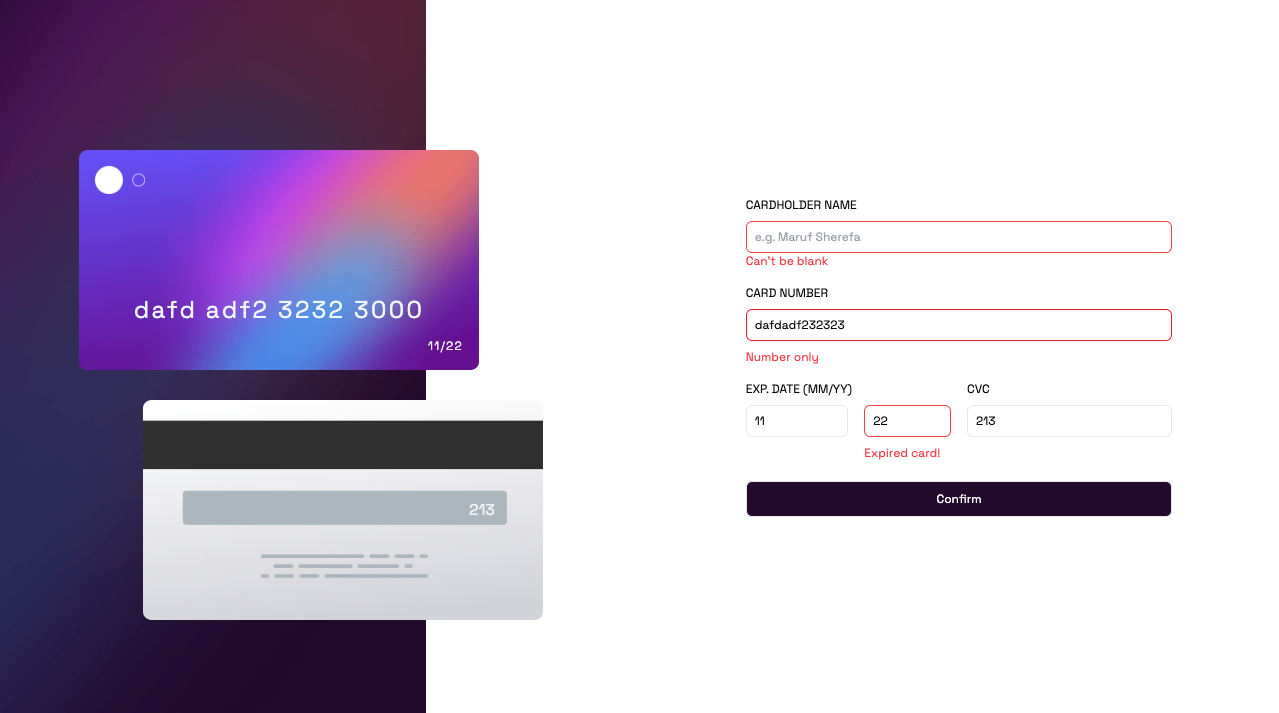 dafd adf2 3232 3000
11/22
213
CARDHOLDER NAME
e.g. Maruf Sherefa
Can't be blank
CARD NUMBER
dafdadf232323
Number only
EXP. DATE (MM/YY) CVC
11 22 213
Expired card!
Confirm